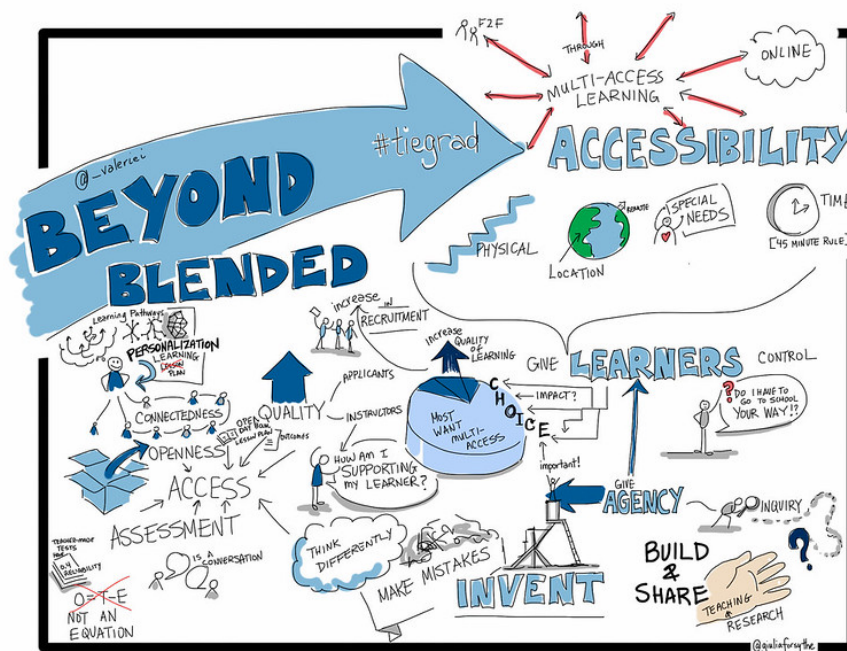 F2F
THROUGH
MULTI-ACCESS
LEARNING
ONLINE
@_valeriei
#tiegrad
ACCESSIBILITY
BEYOND
BLENDED
PHYSICAL
LOCATION
REMOTE
SPECIAL
NEEDS
TIME
[45 MINUTE RULE]
Learning Pathways
PERSONALIZATION
LEARNING
PLAN
CONNECTEDNESS
OPENNESS
increase
IN
RECRUITMENT
APPLICANTS
QUALITY
INSTRUCTORS
OPEN
LESSON PLAN
OUTCOMES
ACCESS
ASSESSMENT
HOW AM I
SUPPORTING
MY LEARNER?
increase
QUALITY
OF
LEARNING
MOST
WANT
MULTI-
ACCESS
CHOICE
IMPACT?
important!
GIVE
LEARNERS
CONTROL
?
DO I HAVE TO
GO TO SCHOOL
YOUR WAY!?
GIVE
AGENCY
INQUIRY
?
INVENT
BUILD
&
SHARE
TEACHING
RESEARCH
THINK
DIFFERENTLY
MAKE MISTAKES
TEACHER-MADE
TESTS
0.4
RELIABILITY
IS A
CONVERSATION
O=T-E
NOT AN
EQUATION
@giuliaforsythe